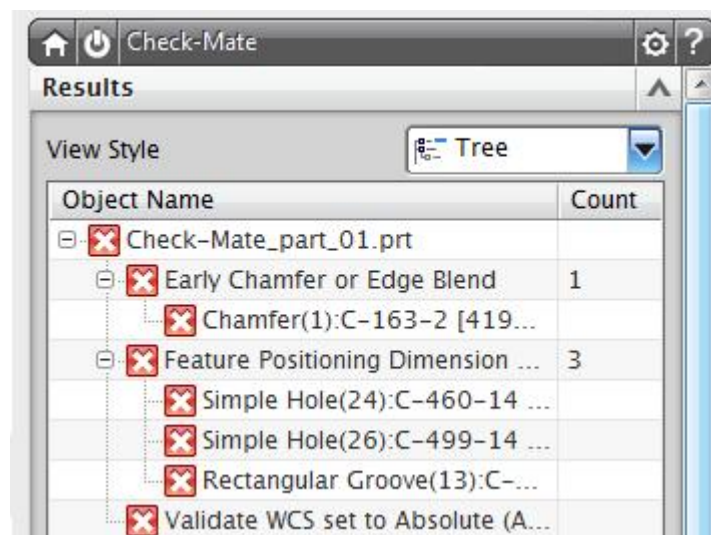 Check-Mate ?
Results
View Style Tree
Object Name Count
Check-Mate_part_01.prt
Early Chamfer or Edge Blend 1
Chamfer(1):C-163-2 [419...
Feature Positioning Dimension ... 3
Simple Hole(24):C-460-14 ...
Simple Hole(26):C-499-14 ...
Rectangular Groove(13):C-...
Validate WCS set to Absolute (A...